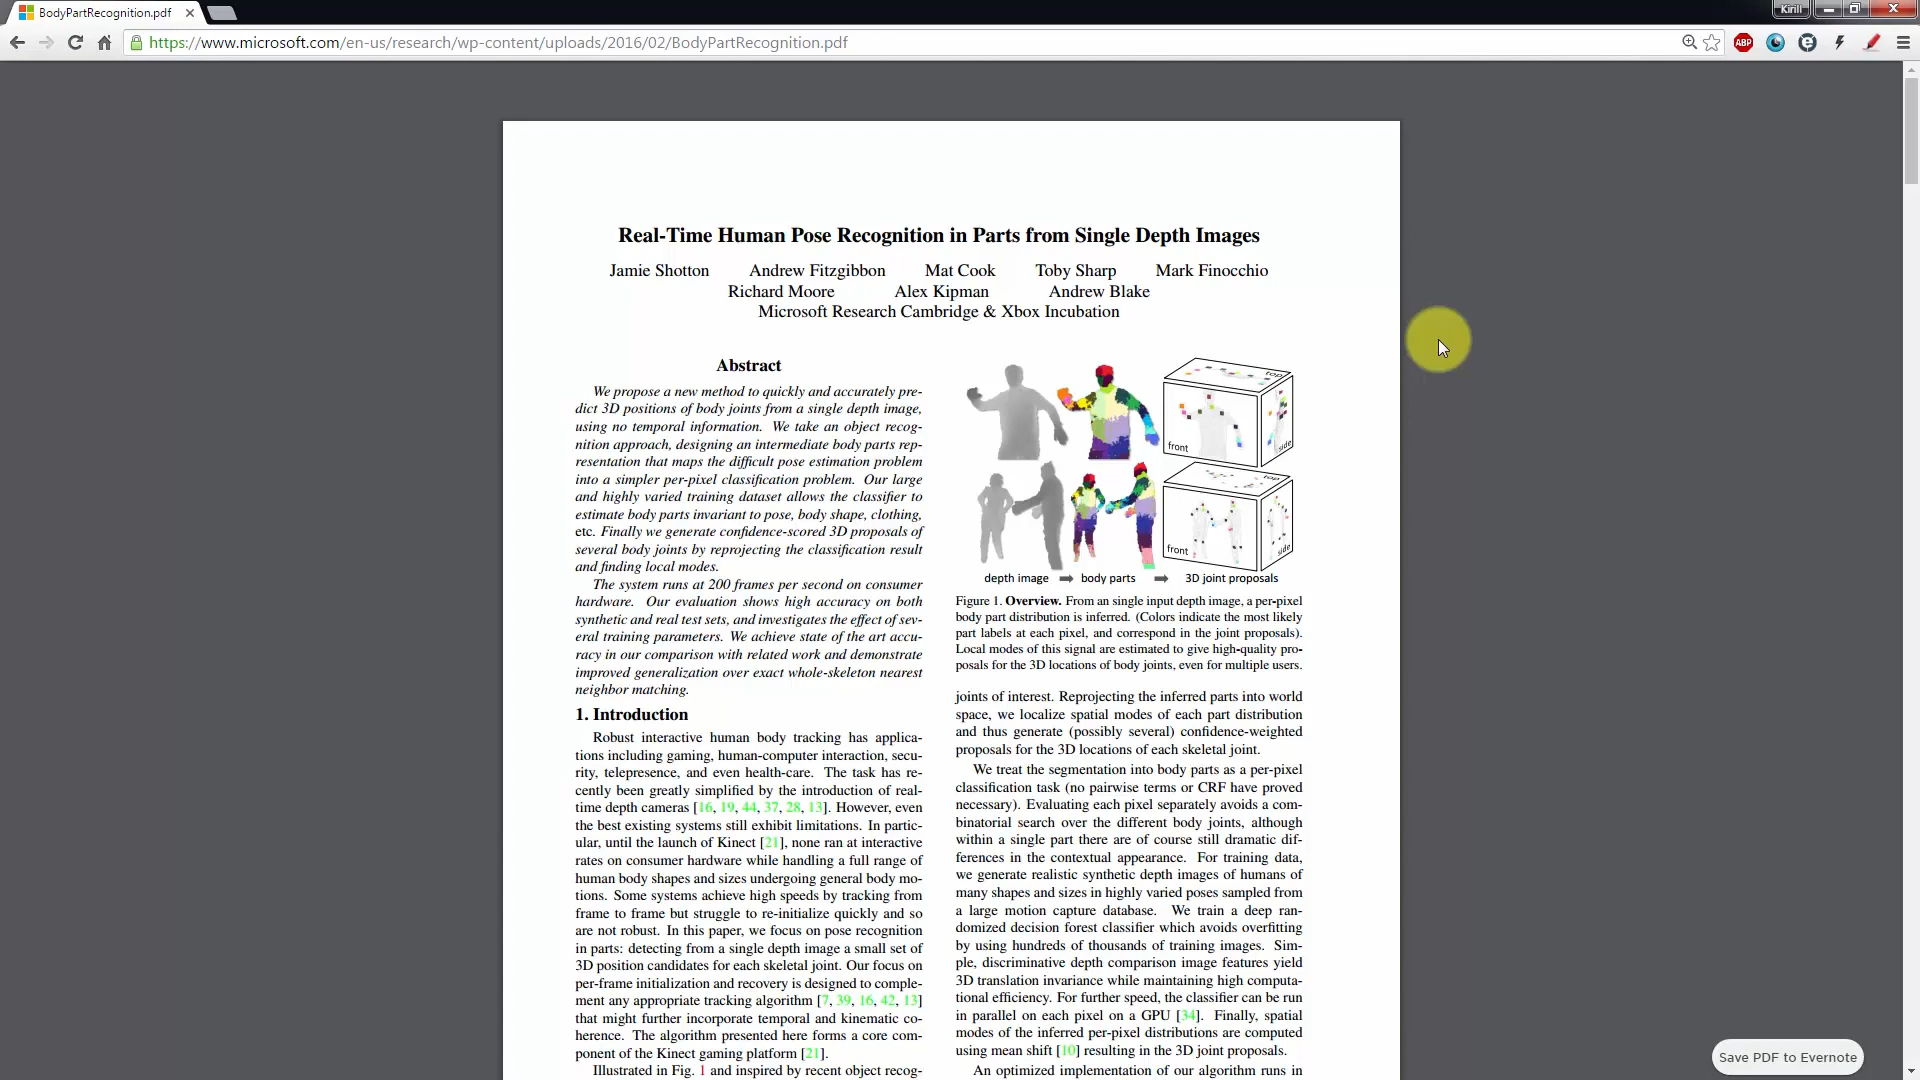 BodyPartRecognition.pdf
Kirill
https://www.microsoft.com/en-us/research/wp-content/uploads/2016/02/BodyPartRecognition.pdf
ABP
Real-Time Human Pose Recognition in Parts from Single Depth Images
Jamie Shotton Andrew Fitzgibbon Mat Cook Toby Sharp Mark Finocchio
Richard Moore Alex Kipman Andrew Blake
Microsoft Research Cambridge & Xbox Incubation
Abstract
We propose a new method to quickly and accurately pre-
dict 3D positions of body joints from a single depth image,
using no temporal information. We take an object recog-
nition approach, designing an intermediate body parts rep-
resentation that maps the difficult pose estimation problem
into a simpler per-pixel classification problem. Our large
and highly varied training dataset allows the classifier to
estimate body parts invariant to pose, body shape, clothing,
etc. Finally we generate confidence-scored 3D proposals of
several body joints by reprojecting the classification result
and finding local modes.
The system runs at 200 frames per second on consumer
hardware. Our evaluation shows high accuracy on both
synthetic and real test sets, and investigates the effect of sev-
eral training parameters. We achieve state of the art accu-
racy in our comparison with related work and demonstrate
improved generalization over exact whole-skeleton nearest
neighbor matching.
1. Introduction
Robust interactive human body tracking has applica-
tions including gaming, human-computer interaction, secu-
rity, telepresence, and even health-care. The task has re-
cently been greatly simplified by the introduction of real-
time depth cameras [16, 19, 44, 37, 28, 13]. However, even
the best existing systems still exhibit limitations. In partic-
ular, until the launch of Kinect [21], none ran at interactive
rates on consumer hardware while handling a full range of
human body shapes and sizes undergoing general body mo-
tions. Some systems achieve high speeds by tracking from
frame to frame but struggle to re-initialize quickly and so
are not robust. In this paper, we focus on pose recognition
in parts: detecting from a single depth image a small set of
3D position candidates for each skeletal joint. Our focus on
per-frame initialization and recovery is designed to comple-
ment any appropriate tracking algorithm [7, 39, 16, 42, 13]
that might further incorporate temporal and kinematic co-
herence. The algorithm presented here forms a core com-
ponent of the Kinect gaming platform [21].
Illustrated in Fig. 1 and inspired by recent object recog-
top
front
side
top
front
side
depth image body parts 3D joint proposals
Figure 1. Overview. From an single input depth image, a per-pixel
body part distribution is inferred. (Colors indicate the most likely
part labels at each pixel, and correspond in the joint proposals).
Local modes of this signal are estimated to give high-quality pro-
posals for the 3D locations of body joints, even for multiple users.
joints of interest. Reprojecting the inferred parts into world
space, we localize spatial modes of each part distribution
and thus generate (possibly several) confidence-weighted
proposals for the 3D locations of each skeletal joint.
We treat the segmentation into body parts as a per-pixel
classification task (no pairwise terms or CRF have proved
necessary). Evaluating each pixel separately avoids a com-
binatorial search over the different body joints, although
within a single part there are of course still dramatic dif-
ferences in the contextual appearance. For training data,
we generate realistic synthetic depth images of humans of
many shapes and sizes in highly varied poses sampled from
a large motion capture database. We train a deep ran-
domized decision forest classifier which avoids overfitting
by using hundreds of thousands of training images. Sim-
ple, discriminative depth comparison image features yield
3D translation invariance while maintaining high computa-
tional efficiency. For further speed, the classifier can be run
in parallel on each pixel on a GPU [34]. Finally, spatial
modes of the inferred per-pixel distributions are computed
using mean shift [10] resulting in the 3D joint proposals.
An optimized implementation of our algorithm runs in
Save PDF to Evernote